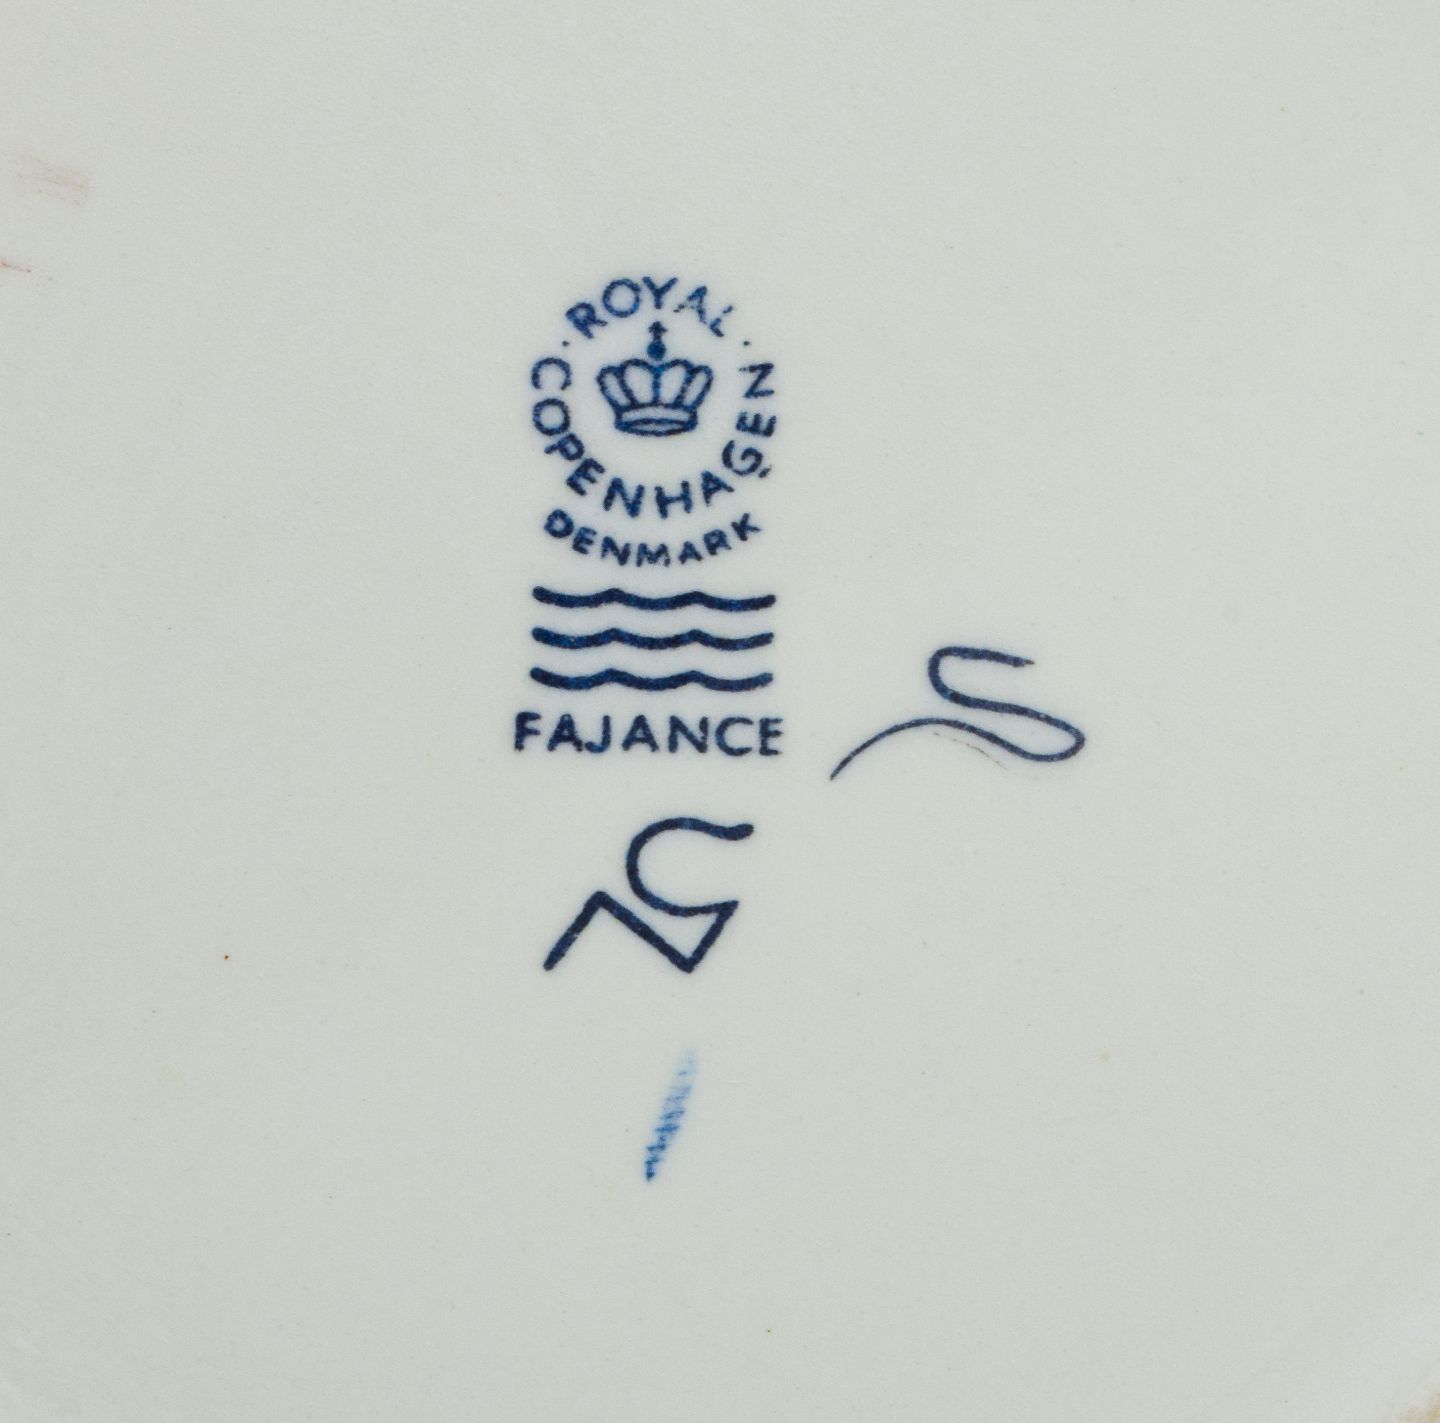 · ROYAL ·
COPENHAGEN
DENMARK
FAJANCE